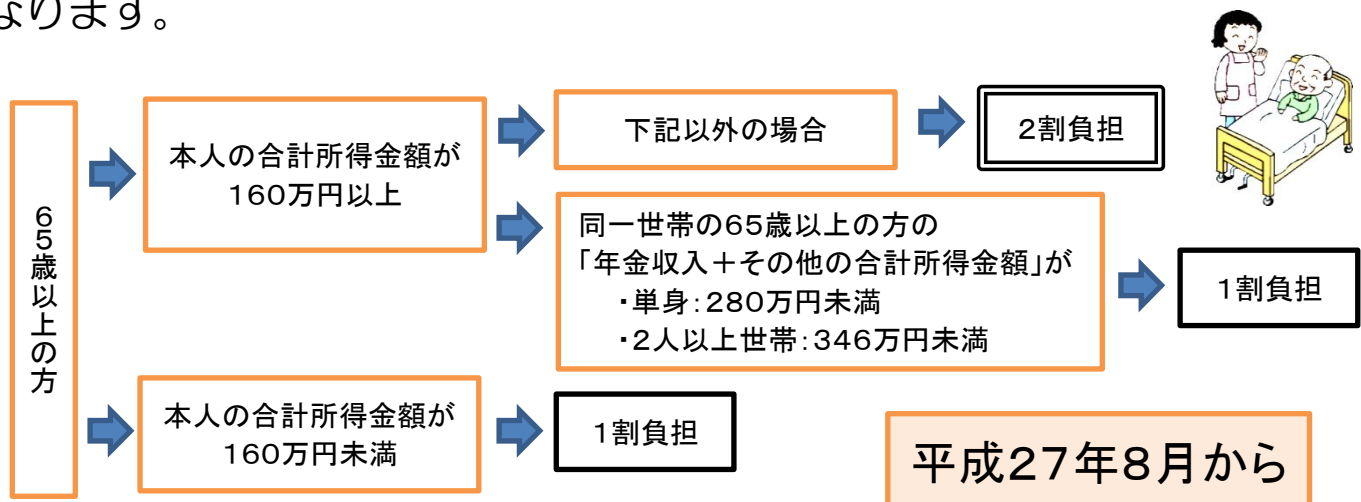 なります。
65歳以上の方
本人の合計所得金額が
160万円以上
下記以外の場合
2割負担
同一世帯の65歳以上の方の
「年金収入+その他の合計所得金額」が
・単身:280万円未満
・2人以上世帯:346万円未満
1割負担
本人の合計所得金額が
160万円未満
1割負担
平成27年8月から